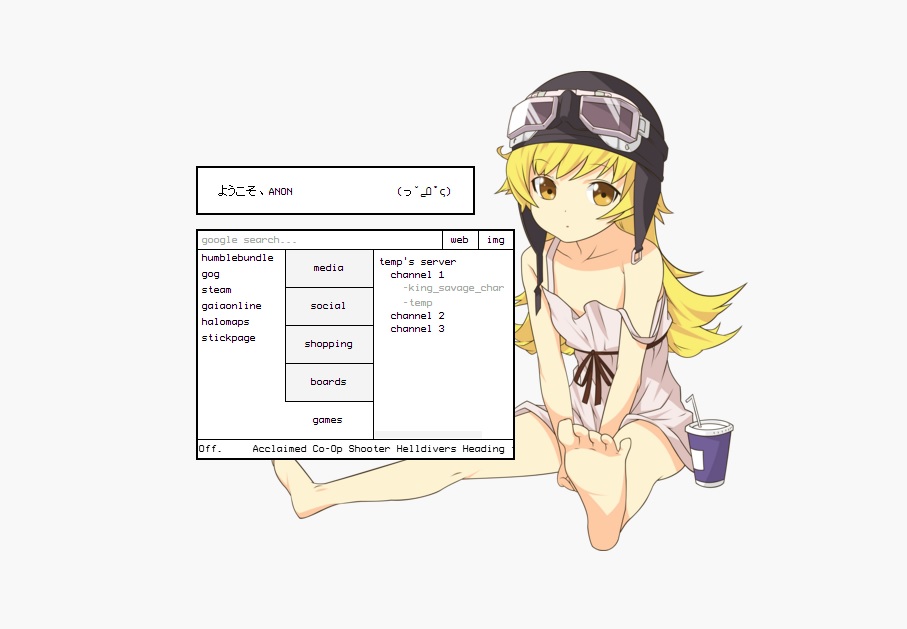 ようこそ、ANON
(っ˘ڡ˘ς)
google search...
web
img
humblebundle
gog
steam
gaiaonline
halomaps
stickpage
media
social
shopping
boards
games
temp's server
channel 1
-king_savage_char
-temp
channel 2
channel 3
Off.
Acclaimed Co-Op Shooter Helldivers Heading